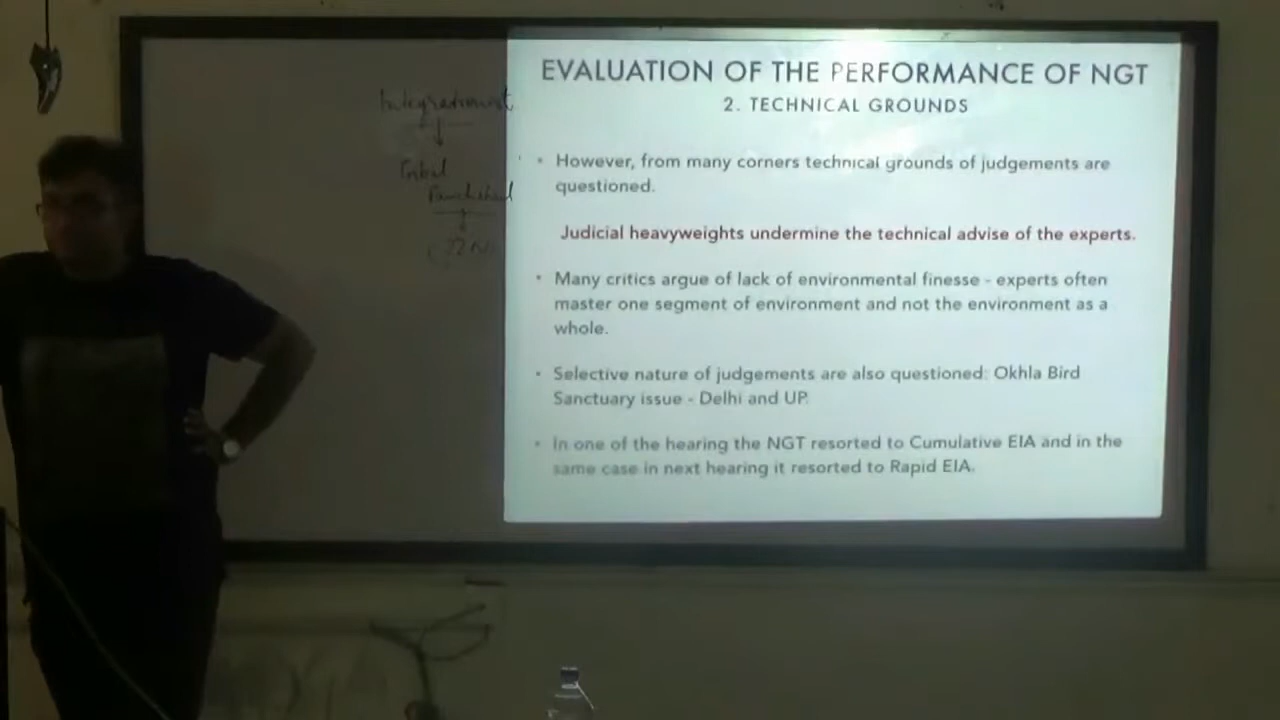 Integrationist
Tribal
Panchsheel
EVALUATION OF THE PERFORMANCE OF NGT
2. TECHNICAL GROUNDS
• However, from many corners technical grounds of judgements are
questioned.
Judicial heavyweights undermine the technical advise of the experts.
• Many critics argue of lack of environmental finesse - experts often
master one segment of environment and not the environment as a
whole.
• Selective nature of judgements are also questioned: Okhla Bird
Sanctuary issue - Delhi and UP.
• In one of the hearing the NGT resorted to Cumulative EIA and in the
same case in next hearing it resorted to Rapid EIA.